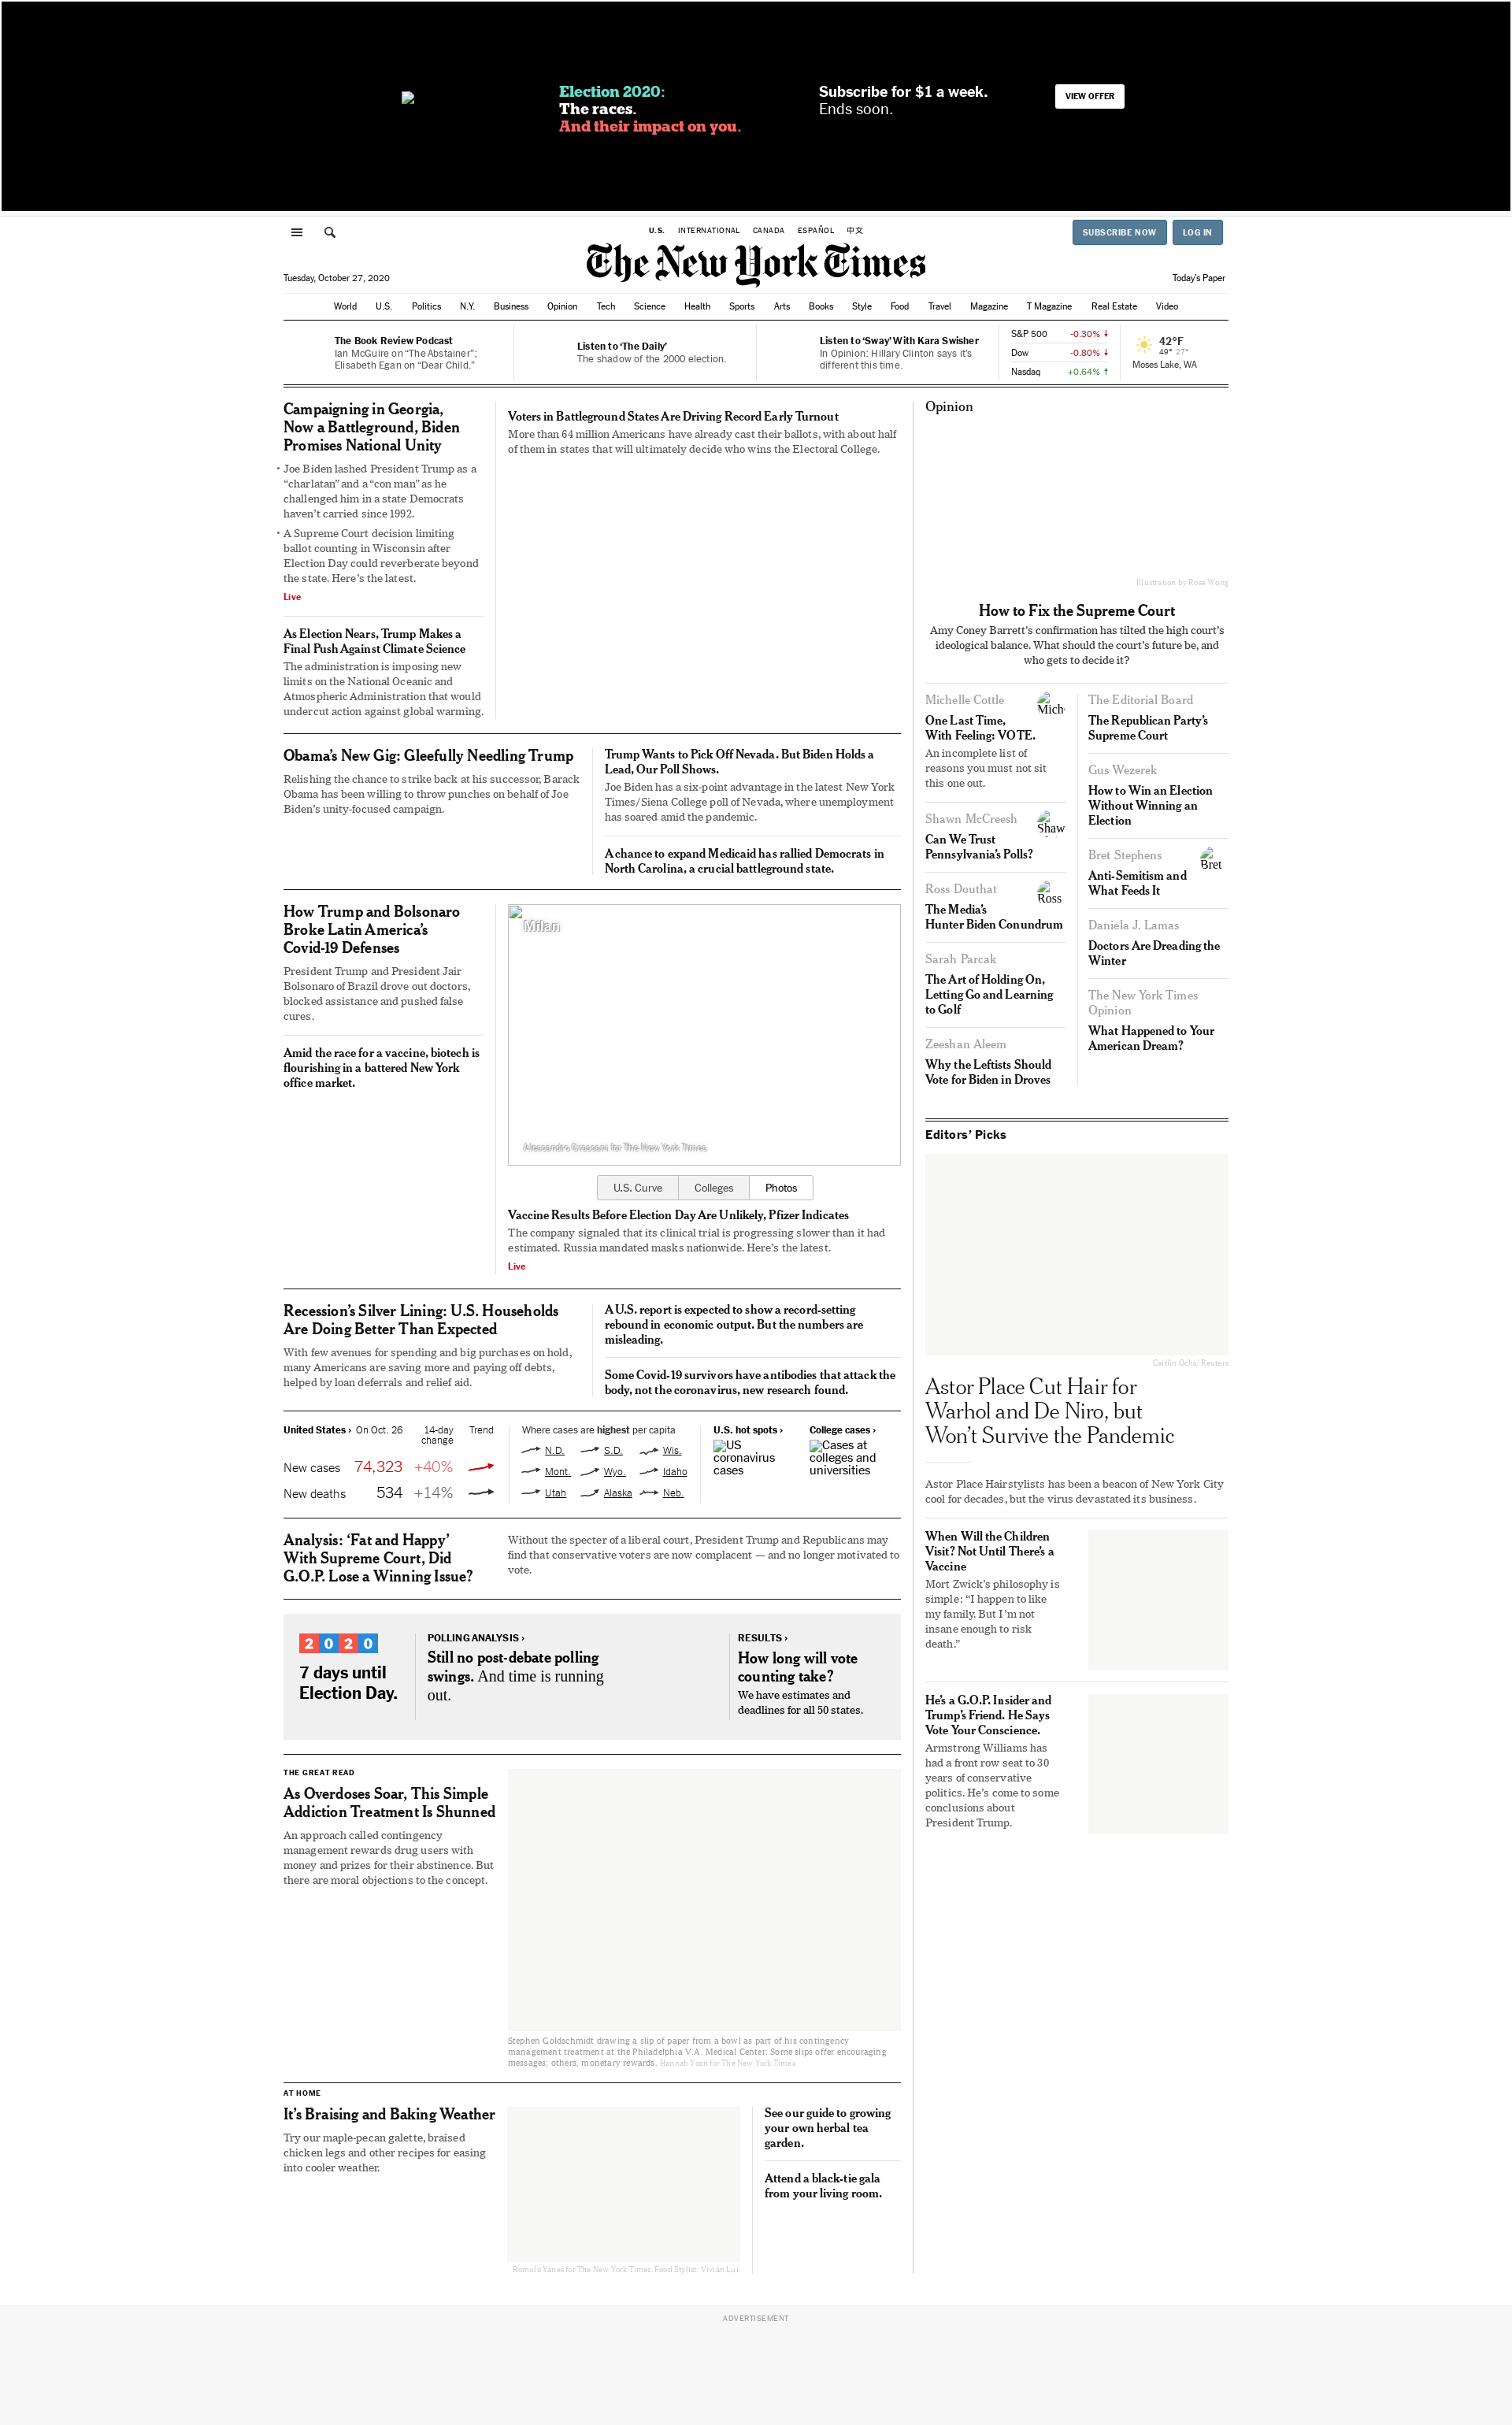 Election 2020:
The races.
And their impact on you.
Subscribe for $1 a week.
Ends soon.
VIEW OFFER
U.S. INTERNATIONAL CANADA ESPAÑOL 中文
SUBSCRIBE NOW LOG IN
The New York Times
Tuesday, October 27, 2020
Today's Paper
World U.S. Politics N.Y. Business Opinion Tech Science Health Sports Arts Books Style Food Travel Magazine T Magazine Real Estate Video
The Book Review Podcast
Ian McGuire on “The Abstainer”;
Elisabeth Egan on “Dear Child.”
Listen to ‘The Daily’
The shadow of the 2000 election.
Listen to ‘Sway’ With Kara Swisher
In Opinion: Hillary Clinton says it’s
different this time.
S&P 500 -0.30%
Dow -0.80%
Nasdaq +0.64%
42°F
49° 27°
Moses Lake, WA
Campaigning in Georgia,
Now a Battleground, Biden
Promises National Unity
• Joe Biden lashed President Trump as a
“charlatan” and a “con man” as he
challenged him in a state Democrats
haven’t carried since 1992.
• A Supreme Court decision limiting
ballot counting in Wisconsin after
Election Day could reverberate beyond
the state. Here’s the latest.
Live
As Election Nears, Trump Makes a
Final Push Against Climate Science
The administration is imposing new
limits on the National Oceanic and
Atmospheric Administration that would
undercut action against global warming.
Voters in Battleground States Are Driving Record Early Turnout
More than 64 million Americans have already cast their ballots, with about half
of them in states that will ultimately decide who wins the Electoral College.
Obama’s New Gig: Gleefully Needling Trump
Relishing the chance to strike back at his successor, Barack
Obama has been willing to throw punches on behalf of Joe
Biden’s unity-focused campaign.
Trump Wants to Pick Off Nevada. But Biden Holds a
Lead, Our Poll Shows.
Joe Biden has a six-point advantage in the latest New York
Times/Siena College poll of Nevada, where unemployment
has soared amid the pandemic.
A chance to expand Medicaid has rallied Democrats in
North Carolina, a crucial battleground state.
How Trump and Bolsonaro
Broke Latin America’s
Covid-19 Defenses
President Trump and President Jair
Bolsonaro of Brazil drove out doctors,
blocked assistance and pushed false
cures.
Amid the race for a vaccine, biotech is
flourishing in a battered New York
office market.
Milan
Alessandro Grassani for The New York Times
U.S. Curve Colleges Photos
Vaccine Results Before Election Day Are Unlikely, Pfizer Indicates
The company signaled that its clinical trial is progressing slower than it had
estimated. Russia mandated masks nationwide. Here’s the latest.
Live
Recession’s Silver Lining: U.S. Households
Are Doing Better Than Expected
With few avenues for spending and big purchases on hold,
many Americans are saving more and paying off debts,
helped by loan deferrals and relief aid.
A U.S. report is expected to show a record-setting
rebound in economic output. But the numbers are
misleading.
Some Covid-19 survivors have antibodies that attack the
body, not the coronavirus, new research found.
United States › On Oct. 26 14-day Trend
change
New cases 74,323 +40%
New deaths 534 +14%
Where cases are highest per capita
N.D. S.D. Wis.
Mont. Wyo. Idaho
Utah Alaska Neb.
U.S. hot spots ›
US
coronavirus
cases
College cases ›
Cases at
colleges and
universities
Analysis: ‘Fat and Happy’
With Supreme Court, Did
G.O.P. Lose a Winning Issue?
Without the specter of a liberal court, President Trump and Republicans may
find that conservative voters are now complacent — and no longer motivated to
vote.
2020
7 days until
Election Day.
POLLING ANALYSIS ›
Still no post-debate polling
swings. And time is running
out.
RESULTS ›
How long will vote
counting take?
We have estimates and
deadlines for all 50 states.
THE GREAT READ
As Overdoses Soar, This Simple
Addiction Treatment Is Shunned
An approach called contingency
management rewards drug users with
money and prizes for their abstinence. But
there are moral objections to the concept.
Stephen Goldschmidt drawing a slip of paper from a bowl as part of his contingency
management treatment at the Philadelphia V.A. Medical Center. Some slips offer encouraging
messages; others, monetary rewards. Hannah Yoon for The New York Times
AT HOME
It’s Braising and Baking Weather
Try our maple-pecan galette, braised
chicken legs and other recipes for easing
into cooler weather.
Romulo Yanes for The New York Times. Food Stylist: Vivian Lui
See our guide to growing
your own herbal tea
garden.
Attend a black-tie gala
from your living room.
Opinion
Illustration by Rose Wong
How to Fix the Supreme Court
Amy Coney Barrett’s confirmation has tilted the high court’s
ideological balance. What should the court’s future be, and
who gets to decide it?
Michelle Cottle
Mich
One Last Time,
With Feeling: VOTE.
An incomplete list of
reasons you must not sit
this one out.
Shawn McCreesh
Shaw
Can We Trust
Pennsylvania’s Polls?
Ross Douthat
Ross
The Media’s
Hunter Biden Conundrum
Sarah Parcak
The Art of Holding On,
Letting Go and Learning
to Golf
Zeeshan Aleem
Why the Leftists Should
Vote for Biden in Droves
The Editorial Board
The Republican Party’s
Supreme Court
Gus Wezerek
How to Win an Election
Without Winning an
Election
Bret Stephens
Bret
Anti-Semitism and
What Feeds It
Daniela J. Lamas
Doctors Are Dreading the
Winter
The New York Times
Opinion
What Happened to Your
American Dream?
Editors’ Picks
Caitlin Ochs/Reuters
Astor Place Cut Hair for
Warhol and De Niro, but
Won’t Survive the Pandemic
Astor Place Hairstylists has been a beacon of New York City
cool for decades, but the virus devastated its business.
When Will the Children
Visit? Not Until There’s a
Vaccine
Mort Zwick’s philosophy is
simple: “I happen to like
my family. But I’m not
insane enough to risk
death.”
He’s a G.O.P. Insider and
Trump’s Friend. He Says
Vote Your Conscience.
Armstrong Williams has
had a front row seat to 30
years of conservative
politics. He’s come to some
conclusions about
President Trump.
ADVERTISEMENT